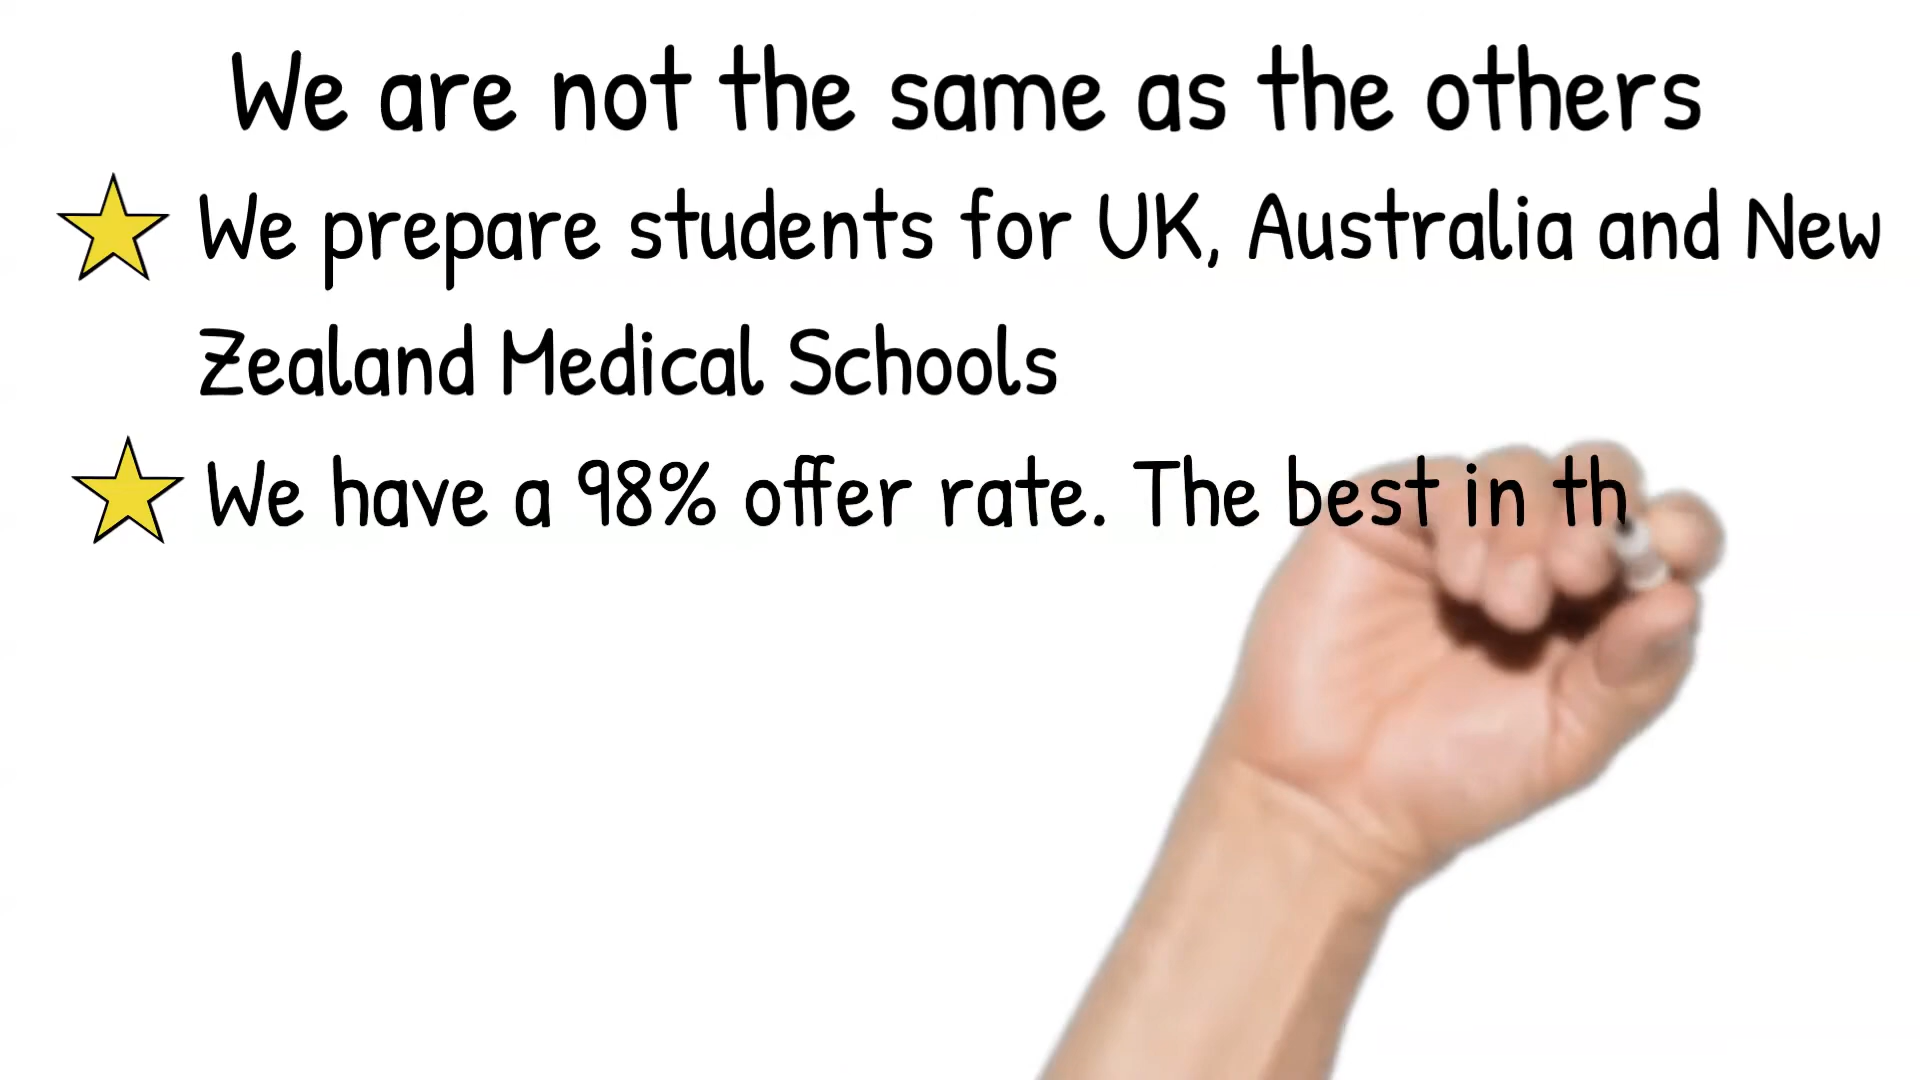 We are not the same as the others
We prepare students for UK, Australia and New
Zealand Medical Schools
We have a 98% offer rate. The best in th